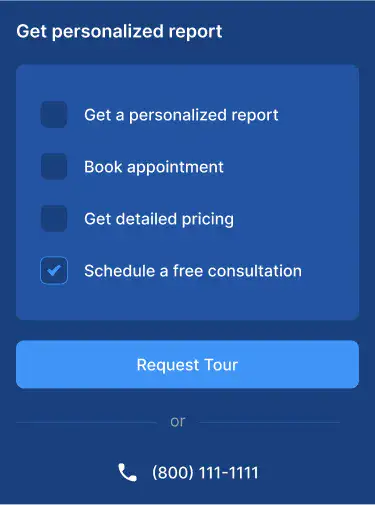 Get personalized report
Get a personalized report
Book appointment
Get detailed pricing
Schedule a free consultation
Request Tour
or
(800) 111-1111